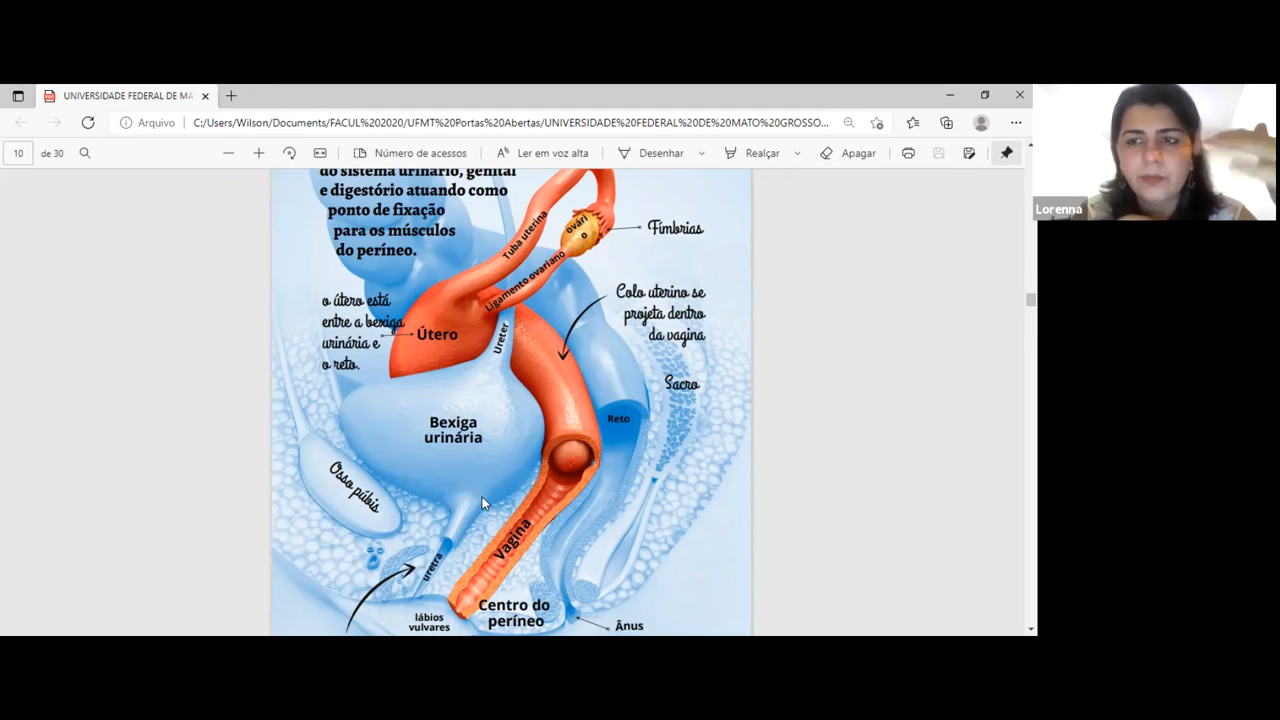 UNIVERSIDADE FEDERAL DE MA
Arquivo
C:/Users/Wilson/Documents/FACUL%202020/UFMT%20Portas%20Abertas/UNIVERSIDADE%20FEDERAL%20DE%20MATO%20GROSSO...
10 de 30
Número de acessos
Ler em voz alta
Desenhar
Realçar
Apagar
Lorenna
do sistema urinário, genital
e digestório atuando como
ponto de fixação
para os músculos
do períneo.
Tuba uterina
ovári
o
Fímbrias
Ligamento ovariano
o útero está
entre a bexiga
urinária e
o reto.
Útero
Ureter
Colo uterino se
projeta dentro
da vagina
Sacro
Reto
Bexiga
urinária
Osso púbis
Vagina
uretra
Centro do
períneo
lábios
vulvares
Ânus